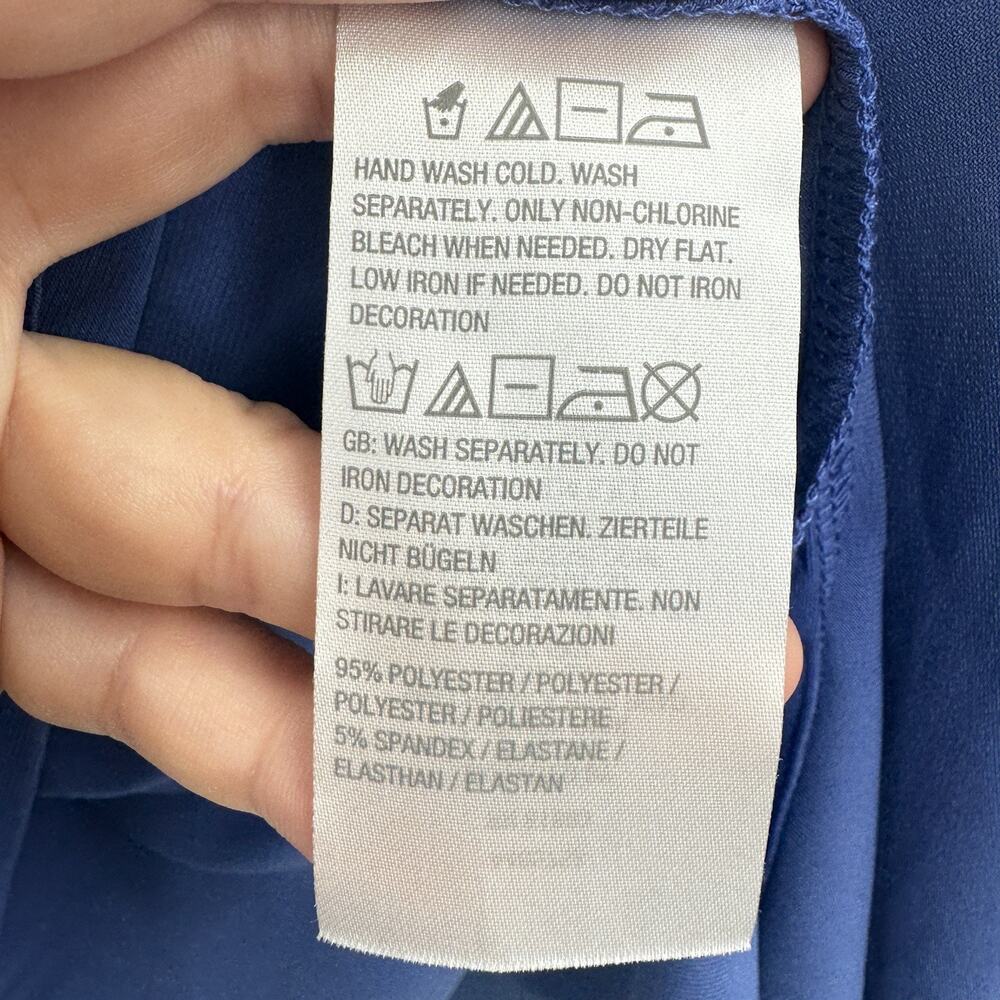 HAND WASH COLD. WASH
SEPARATELY. ONLY NON-CHLORINE
BLEACH WHEN NEEDED. DRY FLAT.
LOW IRON IF NEEDED. DO NOT IRON
DECORATION
GB: WASH SEPARATELY. DO NOT
IRON DECORATION
D: SEPARAT WASCHEN. ZIERTEILE
NICHT BÜGELN
I: LAVARE SEPARATAMENTE. NON
STIRARE LE DECORAZIONI
95% POLYESTER / POLYESTER /
POLYESTER / POLIESTERE
5% SPANDEX / ELASTANE /
ELASTHAN / ELASTAN